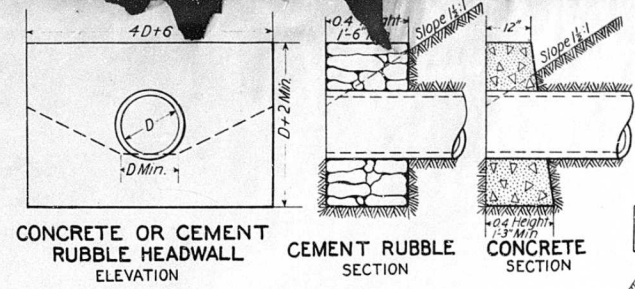 4D+6
D+2 Min.
D
D Min.
CONCRETE OR CEMENT
RUBBLE HEADWALL
ELEVATION
0.4 Height
1'-6"
Slope 1½:1
CEMENT RUBBLE
SECTION
12"
Slope 1½:1
0.4 Height
1'-3" Min
CONCRETE
SECTION